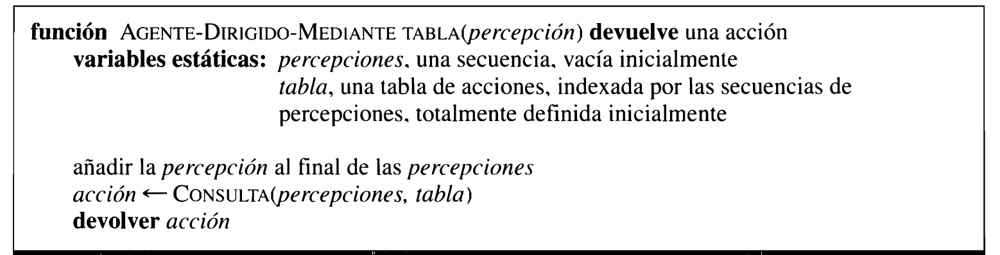 función AGENTE-DIRIGIDO-MEDIANTE TABLA(percepción) devuelve una acción
variables estáticas: percepciones, una secuencia, vacía inicialmente
tabla, una tabla de acciones, indexada por las secuencias de
percepciones, totalmente definida inicialmente
añadir la percepción al final de las percepciones
acción ← CONSULTA(percepciones, tabla)
devolver acción